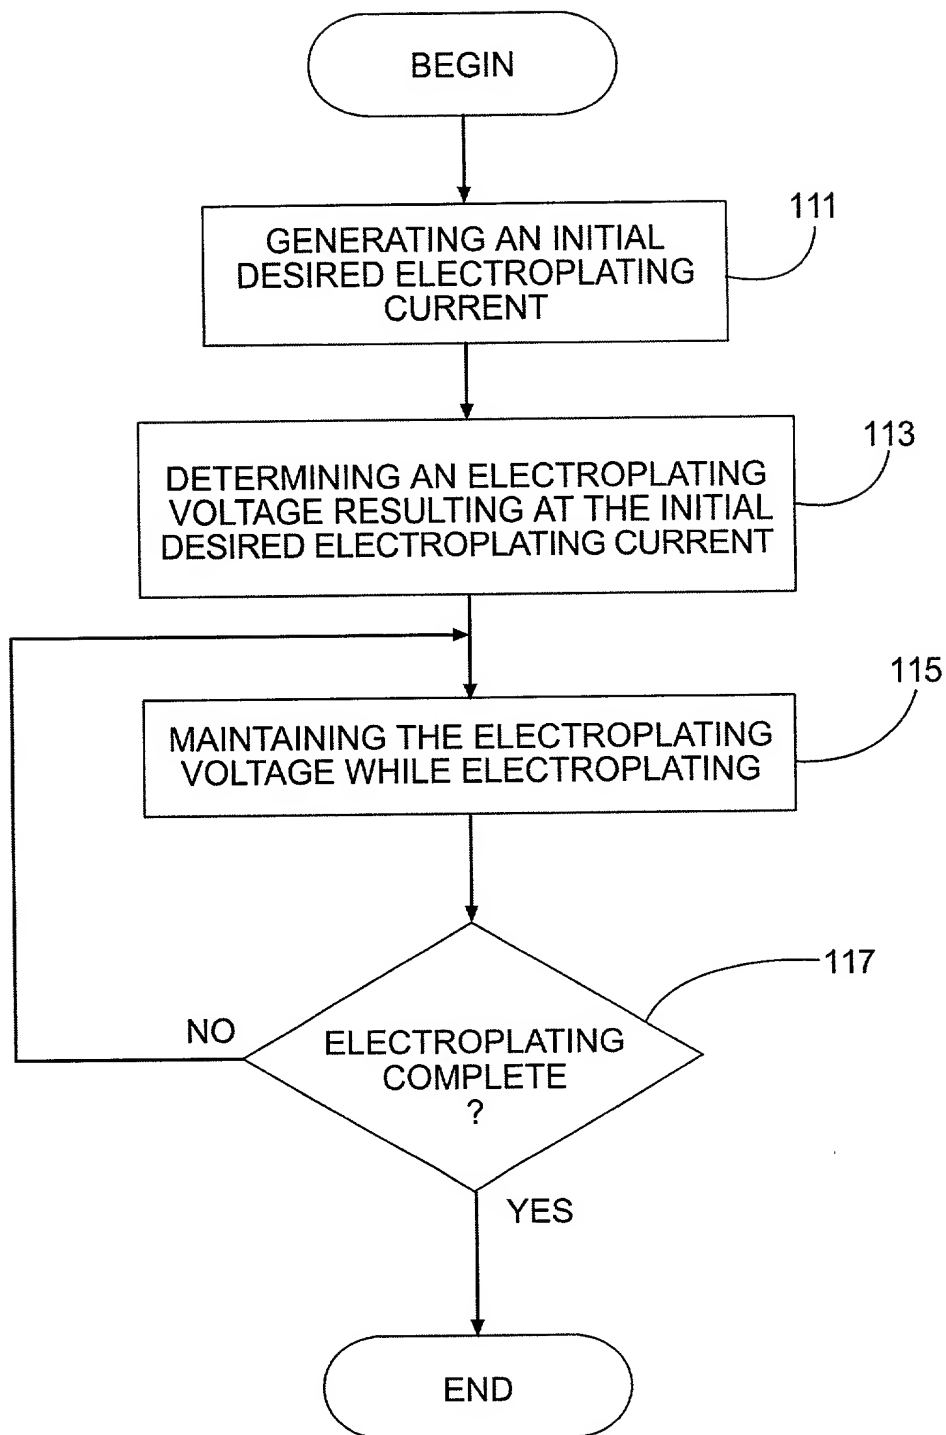 BEGIN
111
GENERATING AN INITIAL
DESIRED ELECTROPLATING
CURRENT
113
DETERMINING AN ELECTROPLATING
VOLTAGE RESULTING AT THE INITIAL
DESIRED ELECTROPLATING CURRENT
115
MAINTAINING THE ELECTROPLATING
VOLTAGE WHILE ELECTROPLATING
117
NO
ELECTROPLATING
COMPLETE
?
YES
END